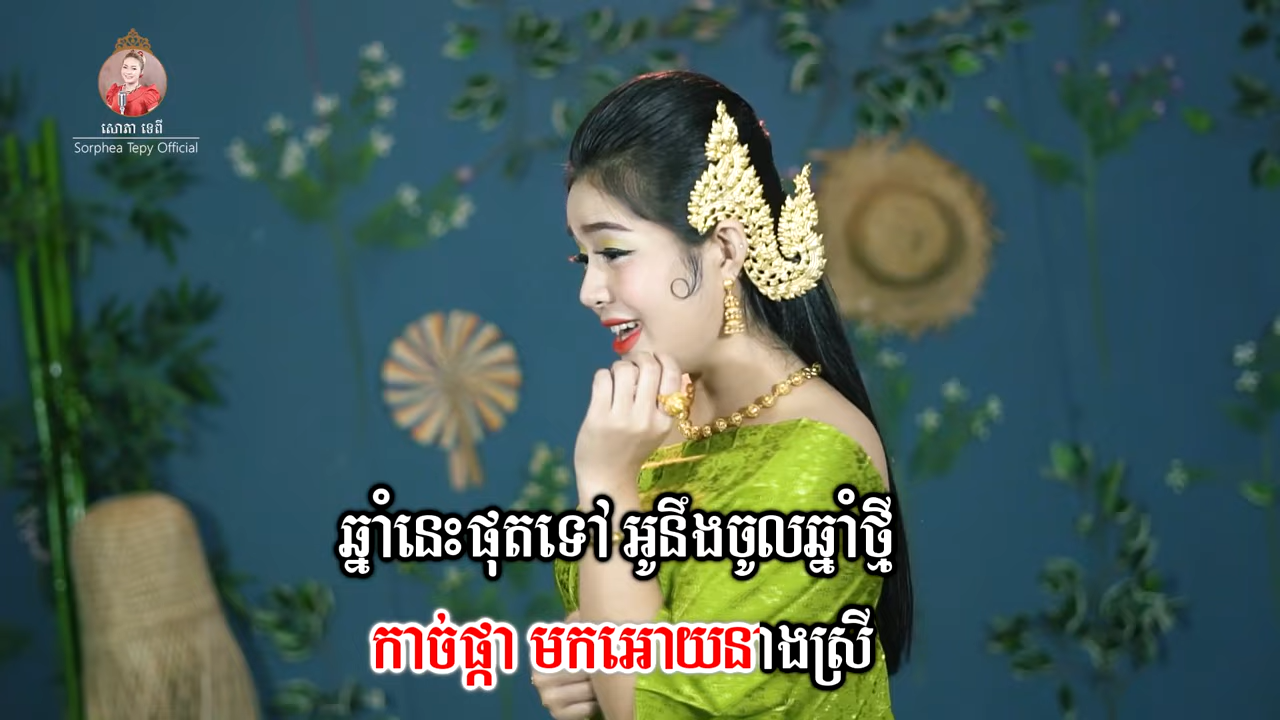 សោភា ទេពី
Sorphea Tepy Official
ឆ្នាំនេះផុតទៅ អូនឹងចូលឆ្នាំថ្មី
កាច់ផ្កា មកអោយនាងស្រី